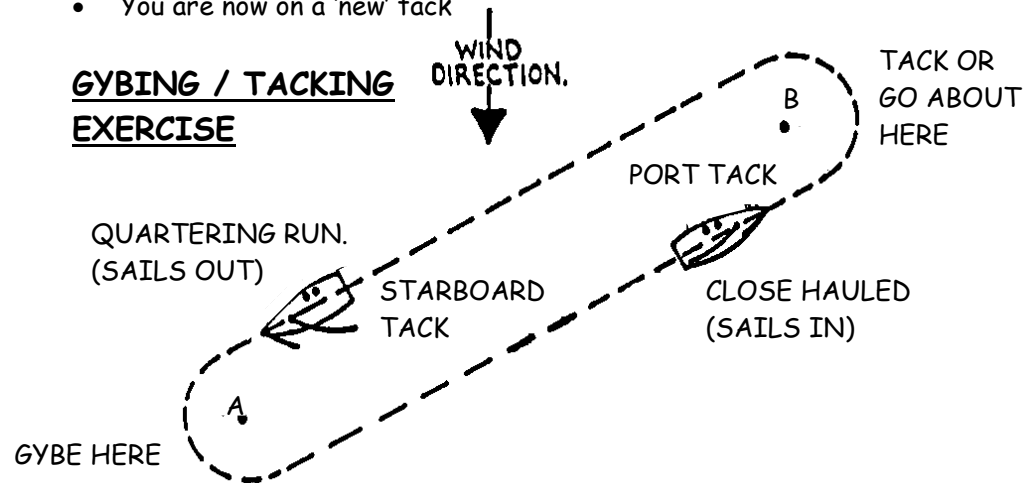 • You are now on a 'new' tack
WIND
DIRECTION.
GYBING / TACKING
EXERCISE
TACK OR
GO ABOUT
HERE
B
PORT TACK
QUARTERING RUN.
(SAILS OUT)
STARBOARD
TACK
CLOSE HAULED
(SAILS IN)
A
GYBE HERE